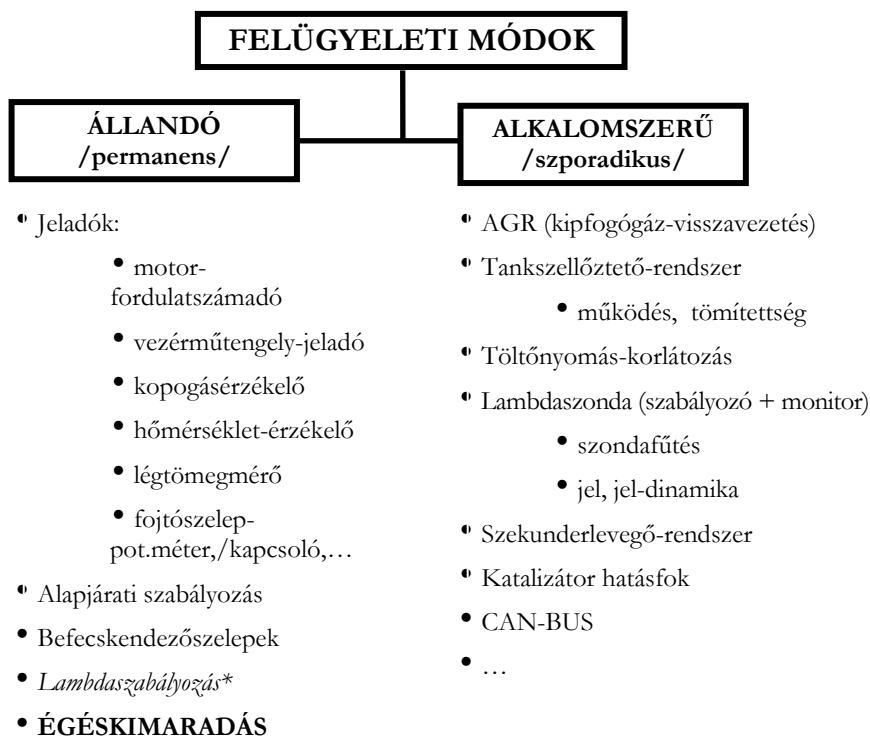 FELÜGYELETI MÓDOK
ÁLLANDÓ
/permanens/
• Jeladók:
• motor-
fordulatszámadó
• vezérműtengely-jeladó
• kopogásérzékelő
• hőmérséklet-érzékelő
• légtömegmérő
• fojtószelep-
pot.méter,/kapcsoló,…
• Alapjárati szabályozás
• Befecskendezőszelepek
• Lambdaszabályozás*
• ÉGÉSKIMARADÁS
ALKALOMSZERŰ
/szporadikus/
• AGR (kipfogógáz-visszavezetés)
• Tankszellőztető-rendszer
• működés, tömítettség
• Töltőnyomás-korlátozás
• Lambdaszonda (szabályozó + monitor)
• szondafűtés
• jel, jel-dinamika
• Szekunderlevegő-rendszer
• Katalizátor hatásfok
• CAN-BUS
• …